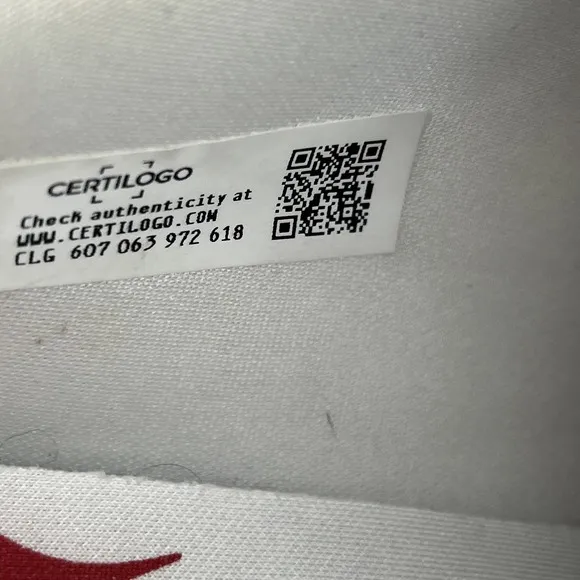 CERTILOGO
Check authenticity at
WWW.CERTILOGO.COM
CLG 607 063 972 618